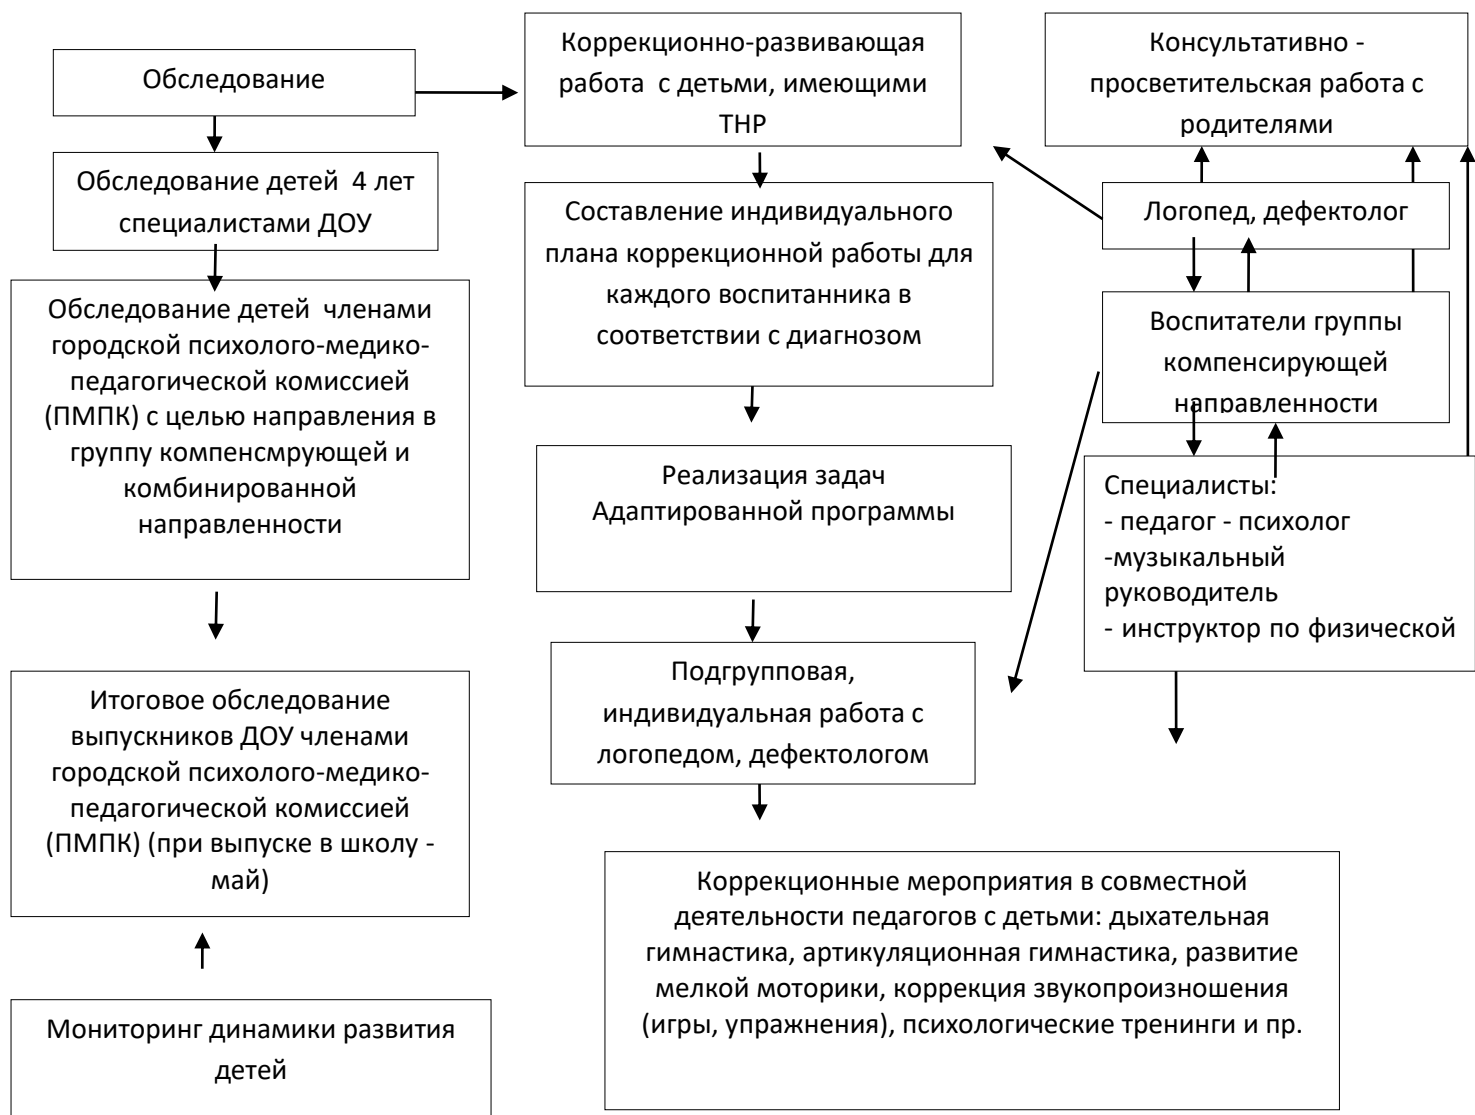 Обследование
Обследование детей 4 лет
специалистами ДОУ
Обследование детей членами
городской психолого-медико-
педагогической комиссией
(ПМПК) с целью направления в
группу компенсмрующей и
комбинированной
направленности
Итоговое обследование
выпускников ДОУ членами
городской психолого-медико-
педагогической комиссией
(ПМПК) (при выпуске в школу -
май)
Мониторинг динамики развития
детей
Коррекционно-развивающая
работа с детьми, имеющими
ТНР
Составление индивидуального
плана коррекционной работы для
каждого воспитанника в
соответствии с диагнозом
Реализация задач
Адаптированной программы
Подгрупповая,
индивидуальная работа с
логопедом, дефектологом
Коррекционные мероприятия в совместной
деятельности педагогов с детьми: дыхательная
гимнастика, артикуляционная гимнастика, развитие
мелкой моторики, коррекция звукопроизношения
(игры, упражнения), психологические тренинги и пр.
Консультативно -
просветительская работа с
родителями
Логопед, дефектолог
Воспитатели группы
компенсирующей
направленности
Специалисты:
- педагог - психолог
-музыкальный
руководитель
- инструктор по физической